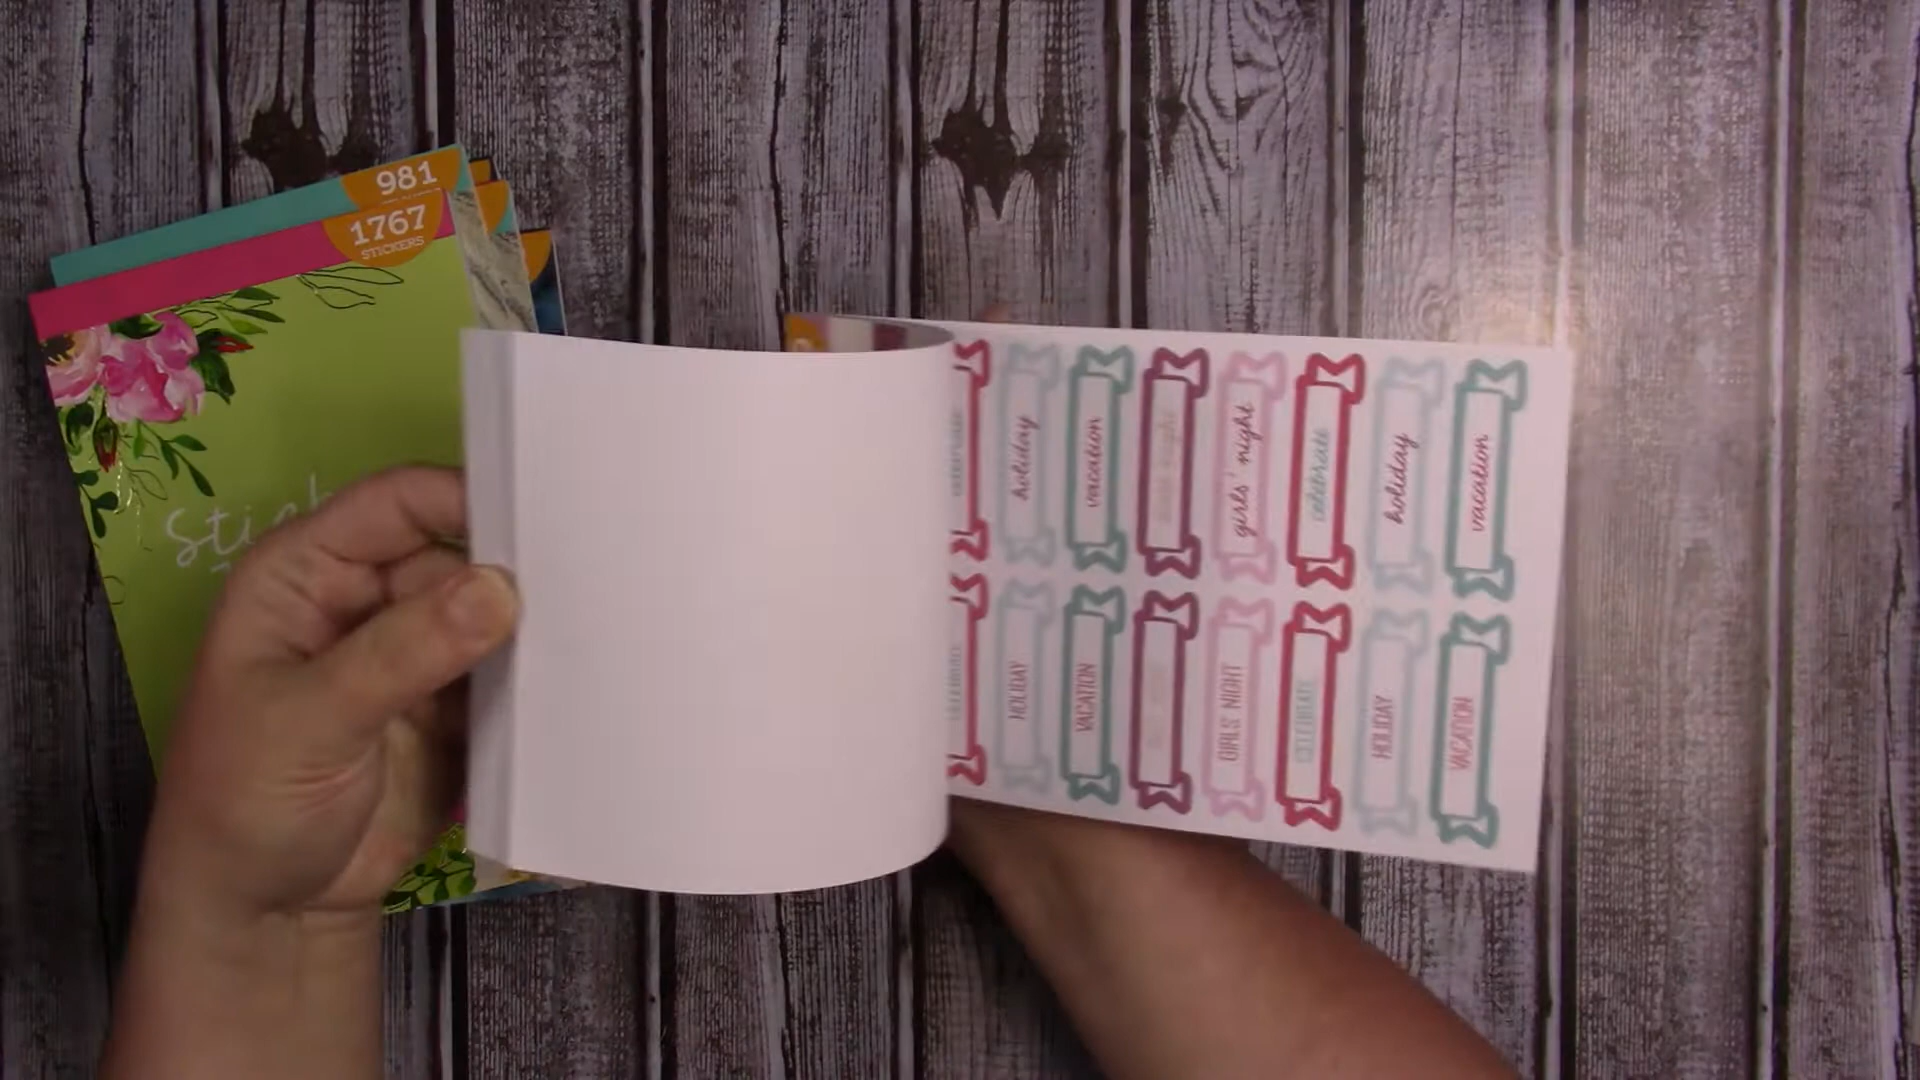 981
1767
STICKERS
holiday
vacation
girls' night
celebrate
holiday
vacation
HOLIDAY
VACATION
GIRLS' NIGHT
CELEBRATE
HOLIDAY
VACATION